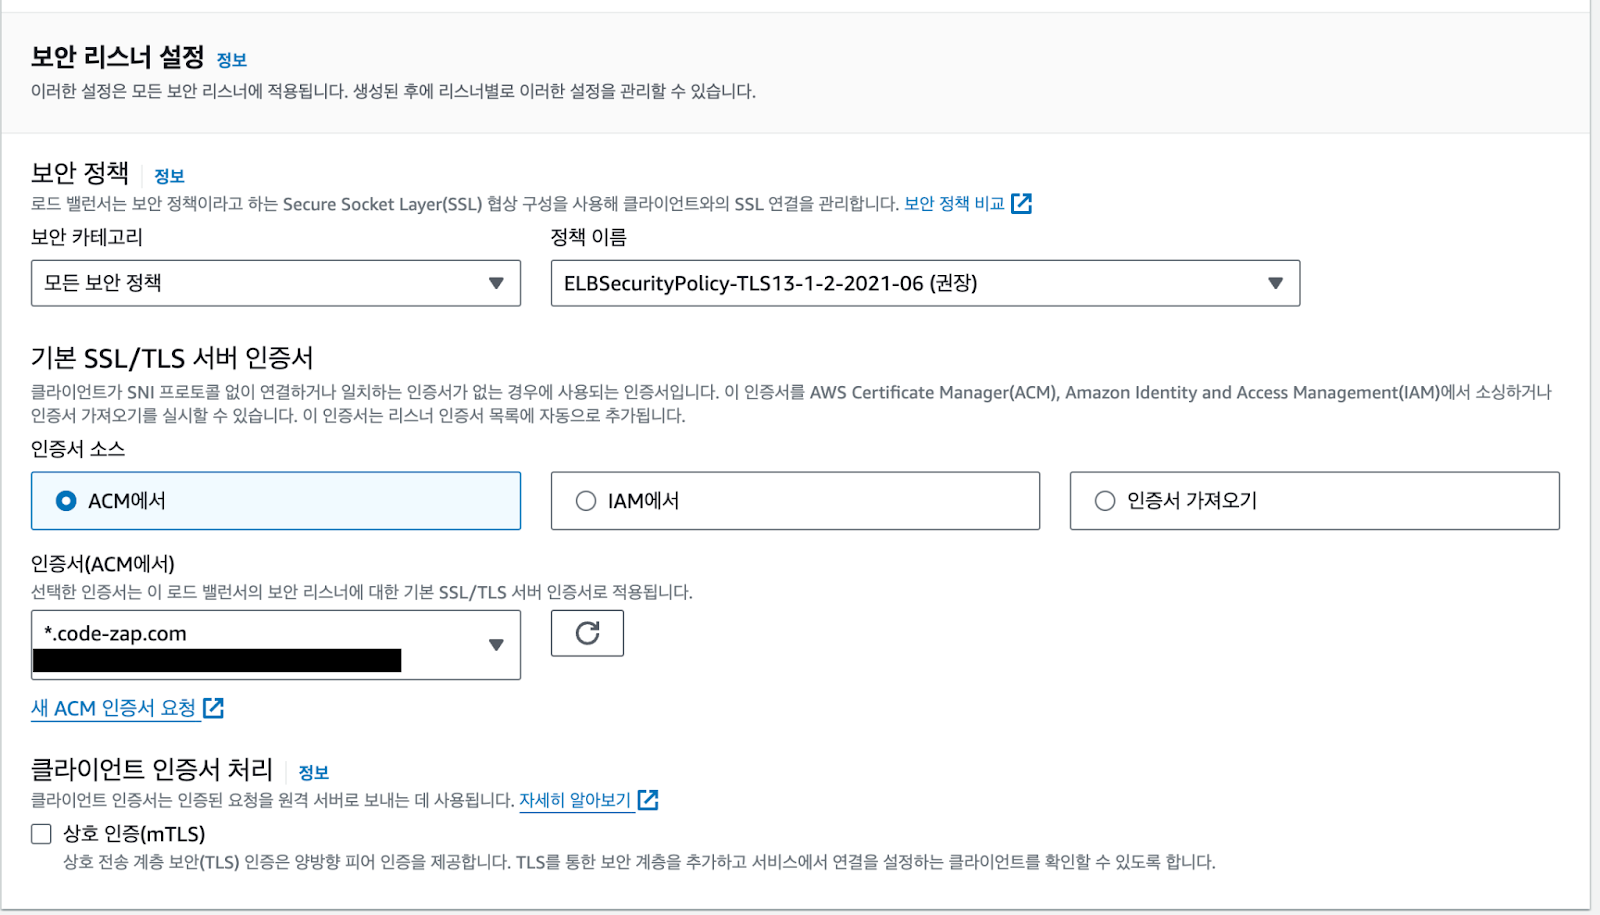 보안 리스너 설정 정보
이러한 설정은 모든 보안 리스너에 적용됩니다. 생성된 후에 리스너별로 이러한 설정을 관리할 수 있습니다.
보안 정책 정보
로드 밸런서는 보안 정책이라고 하는 Secure Socket Layer(SSL) 협상 구성을 사용해 클라이언트와의 SSL 연결을 관리합니다. 보안 정책 비교
보안 카테고리 정책 이름
모든 보안 정책 ELBSecurityPolicy-TLS13-1-2-2021-06 (권장)
기본 SSL/TLS 서버 인증서
클라이언트가 SNI 프로토콜 없이 연결하거나 일치하는 인증서가 없는 경우에 사용되는 인증서입니다. 이 인증서를 AWS Certificate Manager(ACM), Amazon Identity and Access Management(IAM)에서 소싱하거나
인증서 가져오기를 실시할 수 있습니다. 이 인증서는 리스너 인증서 목록에 자동으로 추가됩니다.
인증서 소스
ACM에서 IAM에서 인증서 가져오기
인증서(ACM에서)
선택한 인증서는 이 로드 밸런서의 보안 리스너에 대한 기본 SSL/TLS 서버 인증서로 적용됩니다.
*.code-zap.com
새 ACM 인증서 요청
클라이언트 인증서 처리 정보
클라이언트 인증서는 인증된 요청을 원격 서버로 보내는 데 사용됩니다. 자세히 알아보기
상호 인증(mTLS)
상호 전송 계층 보안(TLS) 인증은 양방향 피어 인증을 제공합니다. TLS를 통한 보안 계층을 추가하고 서비스에서 연결을 설정하는 클라이언트를 확인할 수 있도록 합니다.